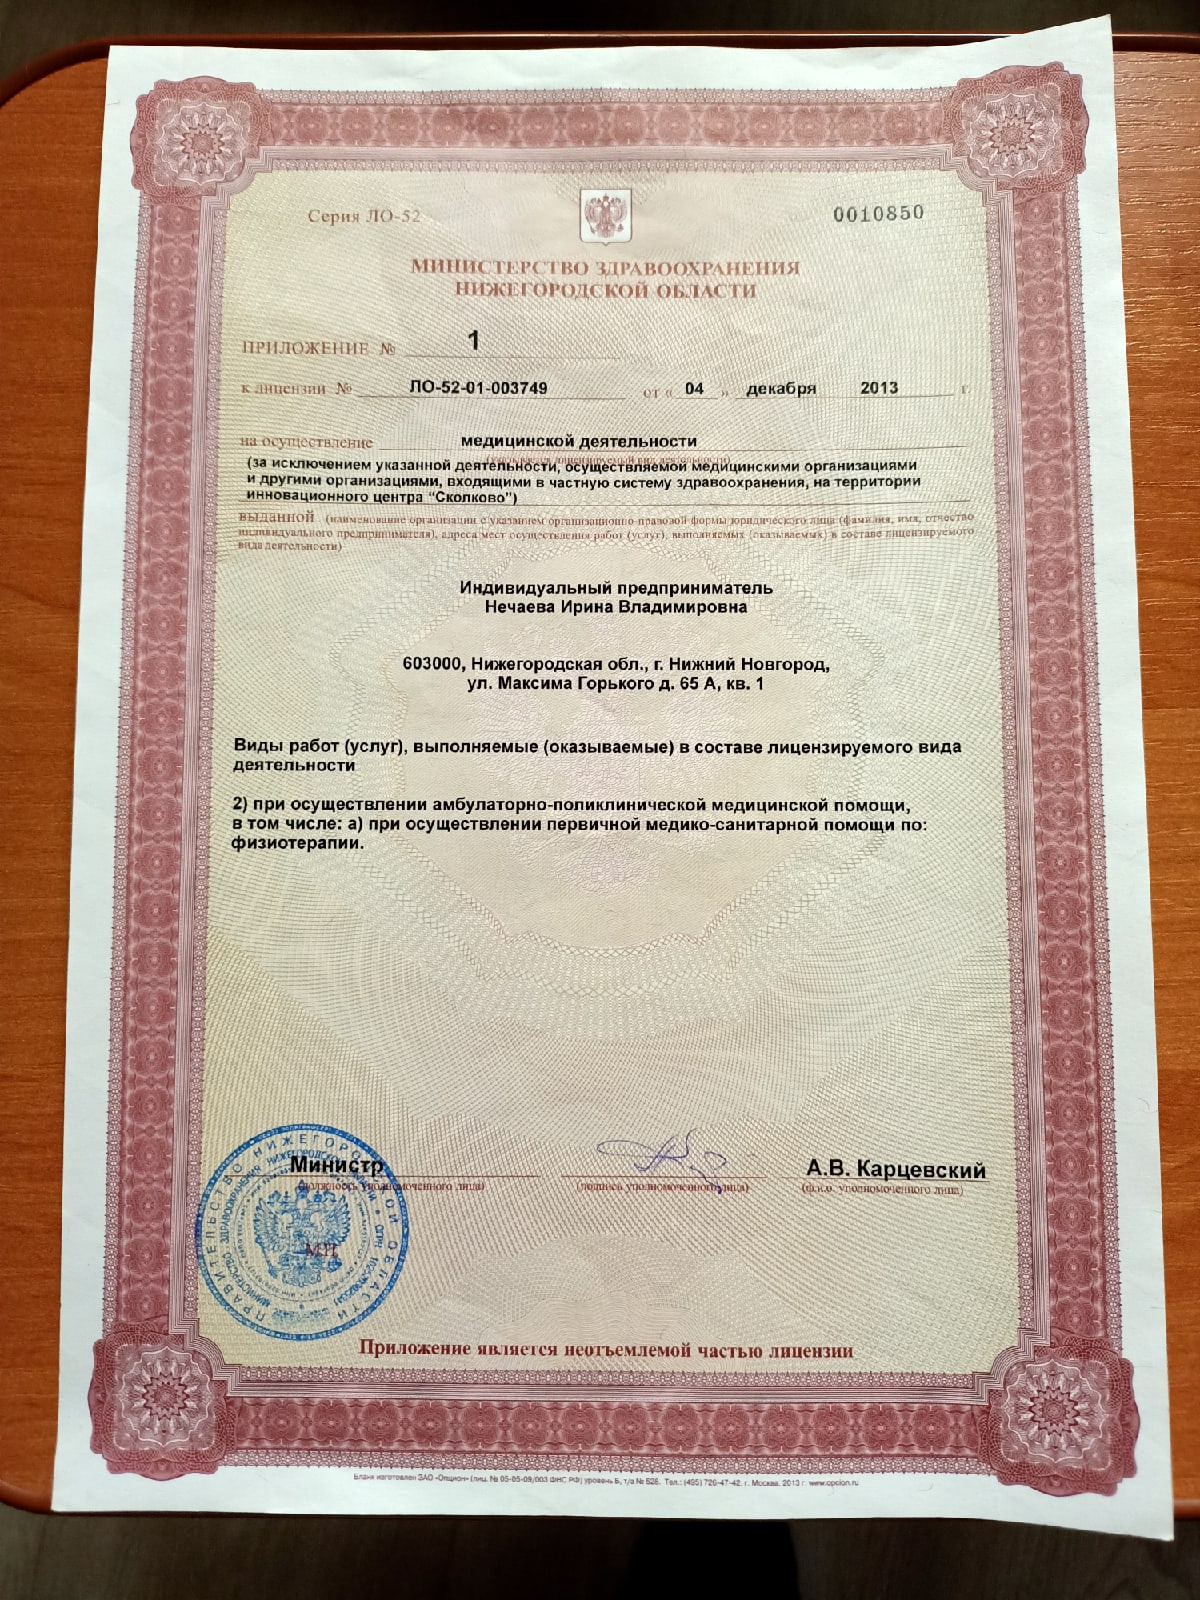 Серия ЛО-52
0010850
МИНИСТЕРСТВО ЗДРАВООХРАНЕНИЯ
НИЖЕГОРОДСКОЙ ОБЛАСТИ
ПРИЛОЖЕНИЕ № 1
к лицензии № ЛО-52-01-003749 от « 04 » декабря 2013 г.
на осуществление медицинской деятельности
(указывается лицензируемый вид деятельности)
(за исключением указанной деятельности, осуществляемой медицинскими организациями
и другими организациями, входящими в частную систему здравоохранения, на территории
инновационного центра "Сколково")
выданной (наименование организации с указанием организационно-правовой формы юридического лица (фамилия, имя, отчество
индивидуального предпринимателя), адреса мест осуществления работ (услуг), выполняемых (оказываемых) в составе лицензируемого
вида деятельности)
Индивидуальный предприниматель
Нечаева Ирина Владимировна
603000, Нижегородская обл., г. Нижний Новгород,
ул. Максима Горького д. 65 А, кв. 1
Виды работ (услуг), выполняемые (оказываемые) в составе лицензируемого вида
деятельности
2) при осуществлении амбулаторно-поликлинической медицинской помощи,
в том числе: а) при осуществлении первичной медико-санитарной помощи по:
физиотерапии.
Министр
А.В. Карцевский
(должность уполномоченного лица)
(подпись уполномоченного лица)
(ф.и.о. уполномоченного лица)
ПРАВИТЕЛЬСТВО НИЖЕГОРОДСКОЙ ОБЛАСТИ
МИНИСТЕРСТВО ЗДРАВООХРАНЕНИЯ НИЖЕГОРОДСКОЙ ОБЛАСТИ
М.П.
Приложение является неотъемлемой частью лицензии
Бланк изготовлен ЗАО «Опцион» (лиц. № 05-05-09/003 ФНС РФ) уровень Б, т/з № 626. Тел.: (495) 726-47-42, г. Москва, 2013 г. www.opcion.ru